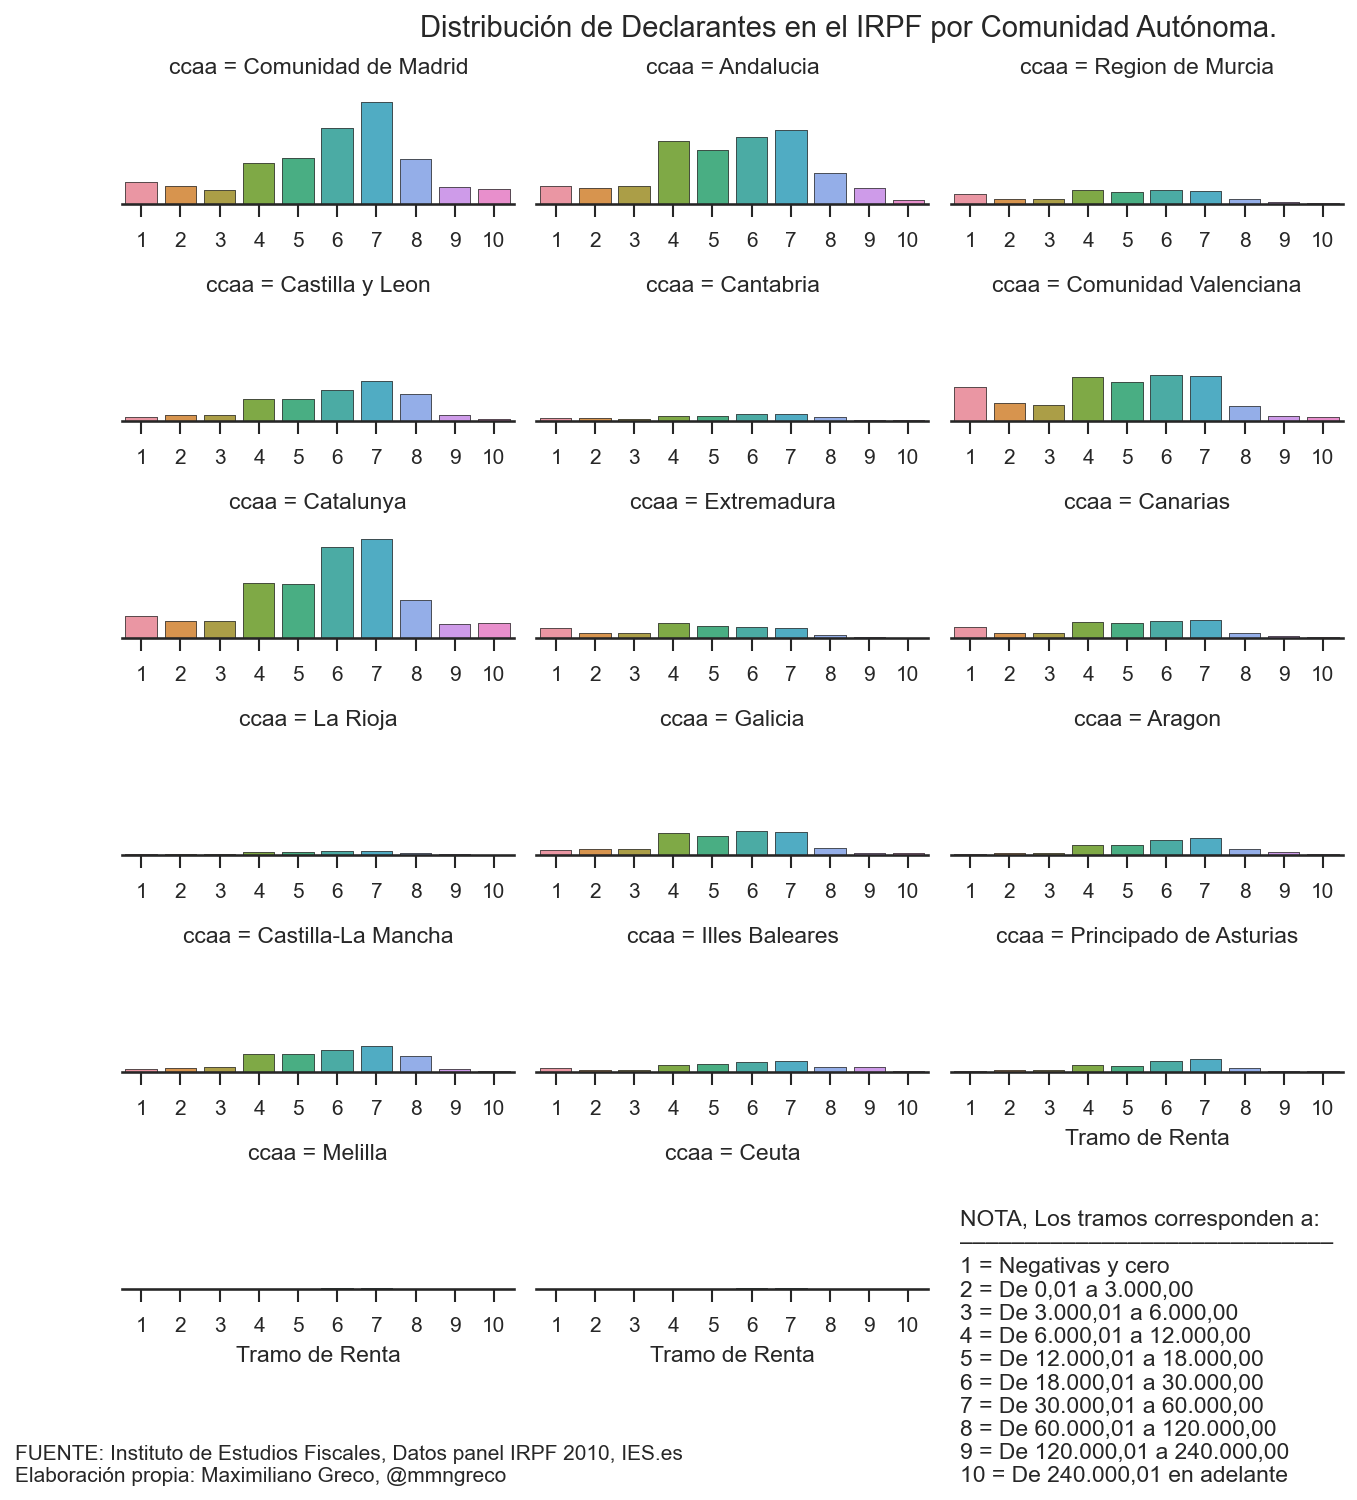 Distribución de Declarantes en el IRPF por Comunidad Autónoma.
ccaa = Comunidad de Madrid
ccaa = Andalucia
ccaa = Region de Murcia
1 2 3 4 5 6 7 8 9 10
1 2 3 4 5 6 7 8 9 10
1 2 3 4 5 6 7 8 9 10
ccaa = Castilla y Leon
ccaa = Cantabria
ccaa = Comunidad Valenciana
1 2 3 4 5 6 7 8 9 10
1 2 3 4 5 6 7 8 9 10
1 2 3 4 5 6 7 8 9 10
ccaa = Catalunya
ccaa = Extremadura
ccaa = Canarias
1 2 3 4 5 6 7 8 9 10
1 2 3 4 5 6 7 8 9 10
1 2 3 4 5 6 7 8 9 10
ccaa = La Rioja
ccaa = Galicia
ccaa = Aragon
1 2 3 4 5 6 7 8 9 10
1 2 3 4 5 6 7 8 9 10
1 2 3 4 5 6 7 8 9 10
ccaa = Castilla-La Mancha
ccaa = Illes Baleares
ccaa = Principado de Asturias
1 2 3 4 5 6 7 8 9 10
1 2 3 4 5 6 7 8 9 10
1 2 3 4 5 6 7 8 9 10
Tramo de Renta
ccaa = Melilla
ccaa = Ceuta
1 2 3 4 5 6 7 8 9 10
1 2 3 4 5 6 7 8 9 10
Tramo de Renta
Tramo de Renta
NOTA, Los tramos corresponden a:
1 = Negativas y cero
2 = De 0,01 a 3.000,00
3 = De 3.000,01 a 6.000,00
4 = De 6.000,01 a 12.000,00
5 = De 12.000,01 a 18.000,00
6 = De 18.000,01 a 30.000,00
7 = De 30.000,01 a 60.000,00
8 = De 60.000,01 a 120.000,00
9 = De 120.000,01 a 240.000,00
10 = De 240.000,01 en adelante
FUENTE: Instituto de Estudios Fiscales, Datos panel IRPF 2010, IES.es
Elaboración propia: Maximiliano Greco, @mmngreco